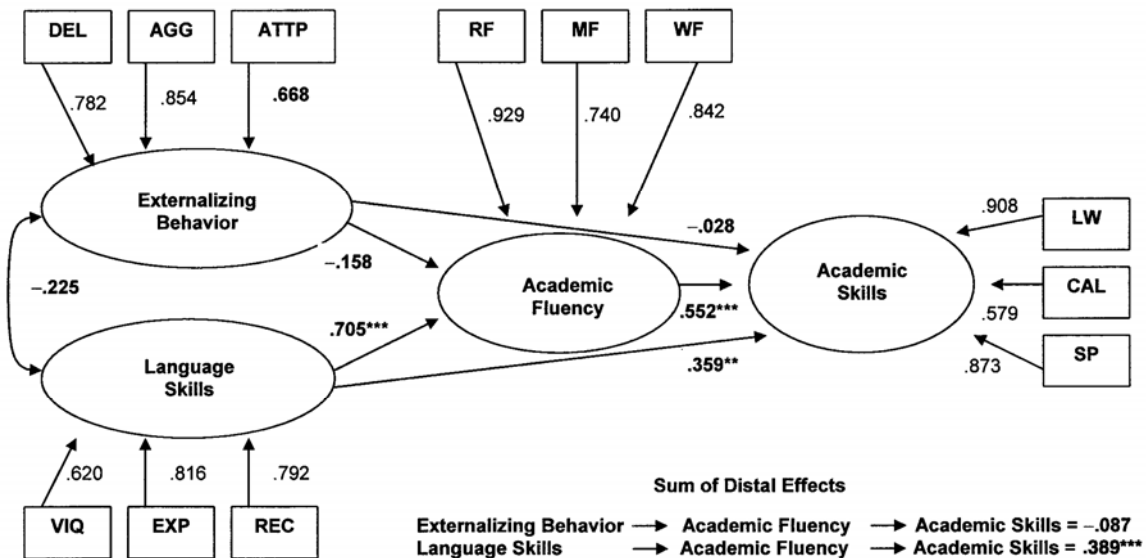 DEL AGG ATTP RF MF WF
.782 .854 .668 .929 .740 .842
Externalizing
Behavior
–.028
.908 LW
–.158
–.225
Academic
Fluency
Academic
Skills
CAL
.705*** .552*** .579
Language
Skills
.359** .873 SP
.620 .816 .792
VIQ EXP REC
Sum of Distal Effects
Externalizing Behavior → Academic Fluency → Academic Skills = –.087
Language Skills → Academic Fluency → Academic Skills = .389***